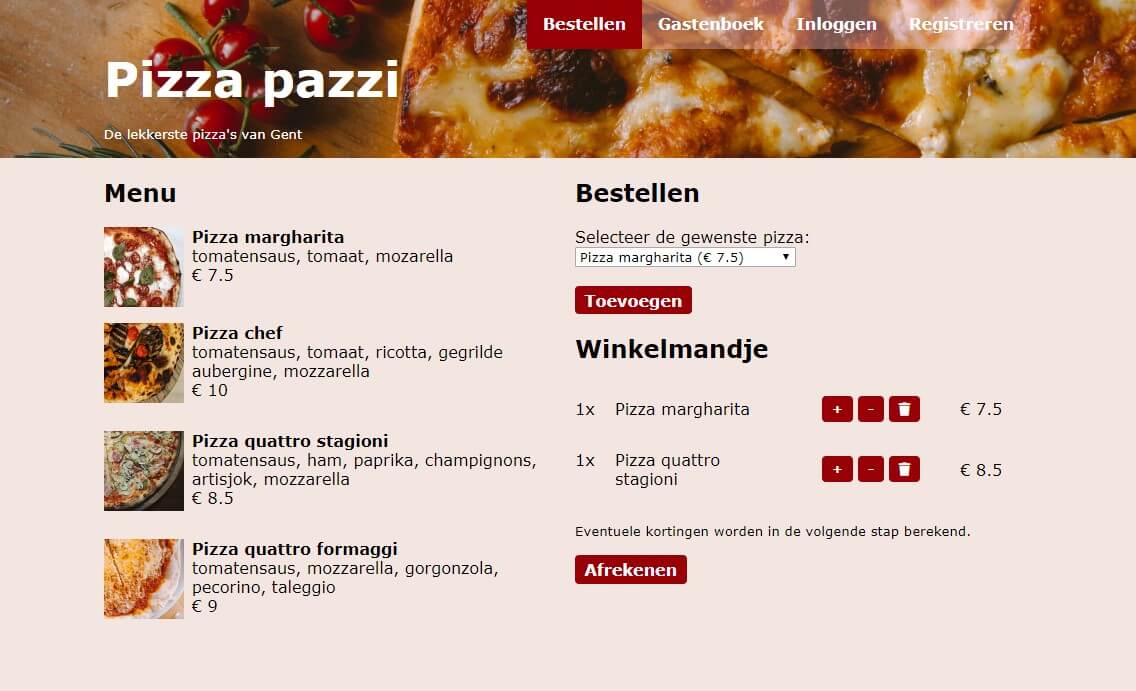 Bestellen Gastenboek Inloggen Registreren
Pizza pazzi
De lekkerste pizza's van Gent
Menu
Pizza margharita
tomatensaus, tomaat, mozarella
€ 7.5
Pizza chef
tomatensaus, tomaat, ricotta, gegrilde
aubergine, mozzarella
€ 10
Pizza quattro stagioni
tomatensaus, ham, paprika, champignons,
artisjok, mozzarella
€ 8.5
Pizza quattro formaggi
tomatensaus, mozzarella, gorgonzola,
pecorino, taleggio
€ 9
Bestellen
Selecteer de gewenste pizza:
Pizza margharita (€ 7.5)
Toevoegen
Winkelmandje
1x Pizza margharita + - € 7.5
1x Pizza quattro
stagioni + - € 8.5
Eventuele kortingen worden in de volgende stap berekend.
Afrekenen